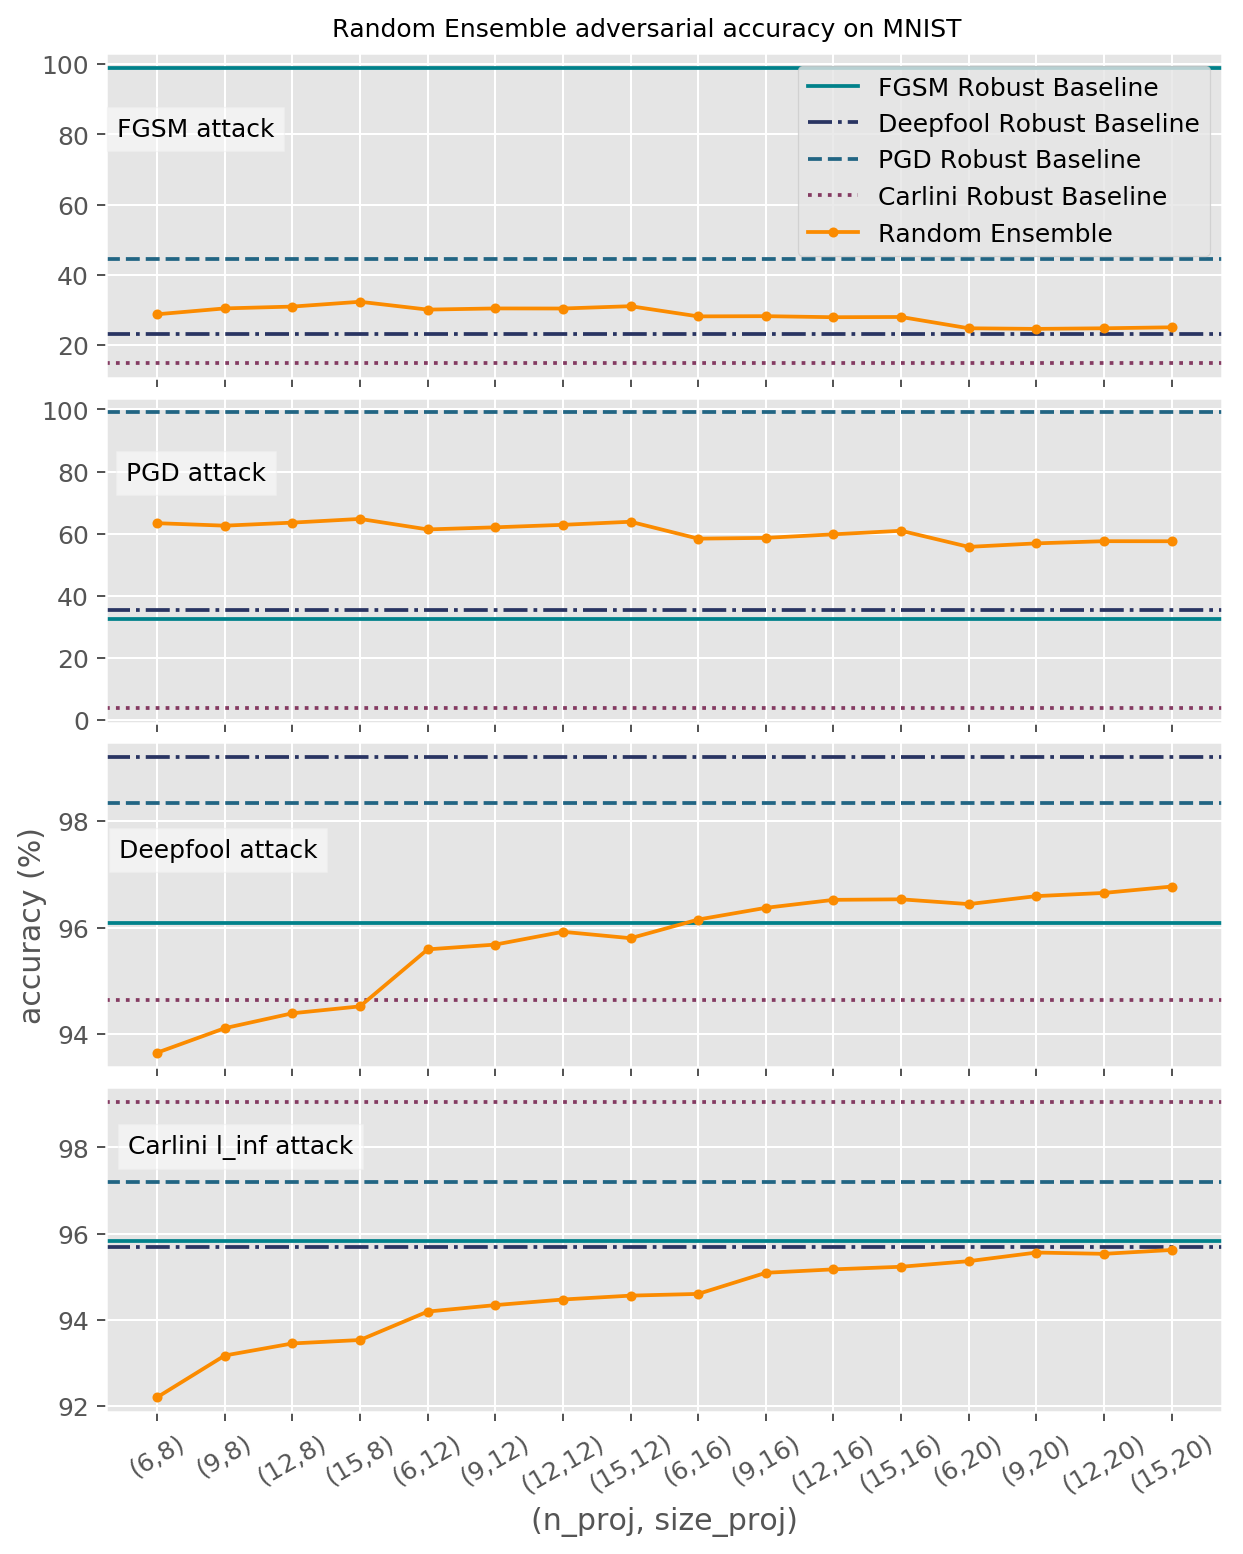 Random Ensemble adversarial accuracy on MNIST
100
80
60
40
20
FGSM attack
FGSM Robust Baseline
Deepfool Robust Baseline
PGD Robust Baseline
Carlini Robust Baseline
Random Ensemble
100
80
60
40
20
0
PGD attack
98
96
94
Deepfool attack
accuracy (%)
98
96
94
92
Carlini l_inf attack
(6,8)
(9,8)
(12,8)
(15,8)
(6,12)
(9,12)
(12,12)
(15,12)
(6,16)
(9,16)
(12,16)
(15,16)
(6,20)
(9,20)
(12,20)
(15,20)
(n_proj, size_proj)